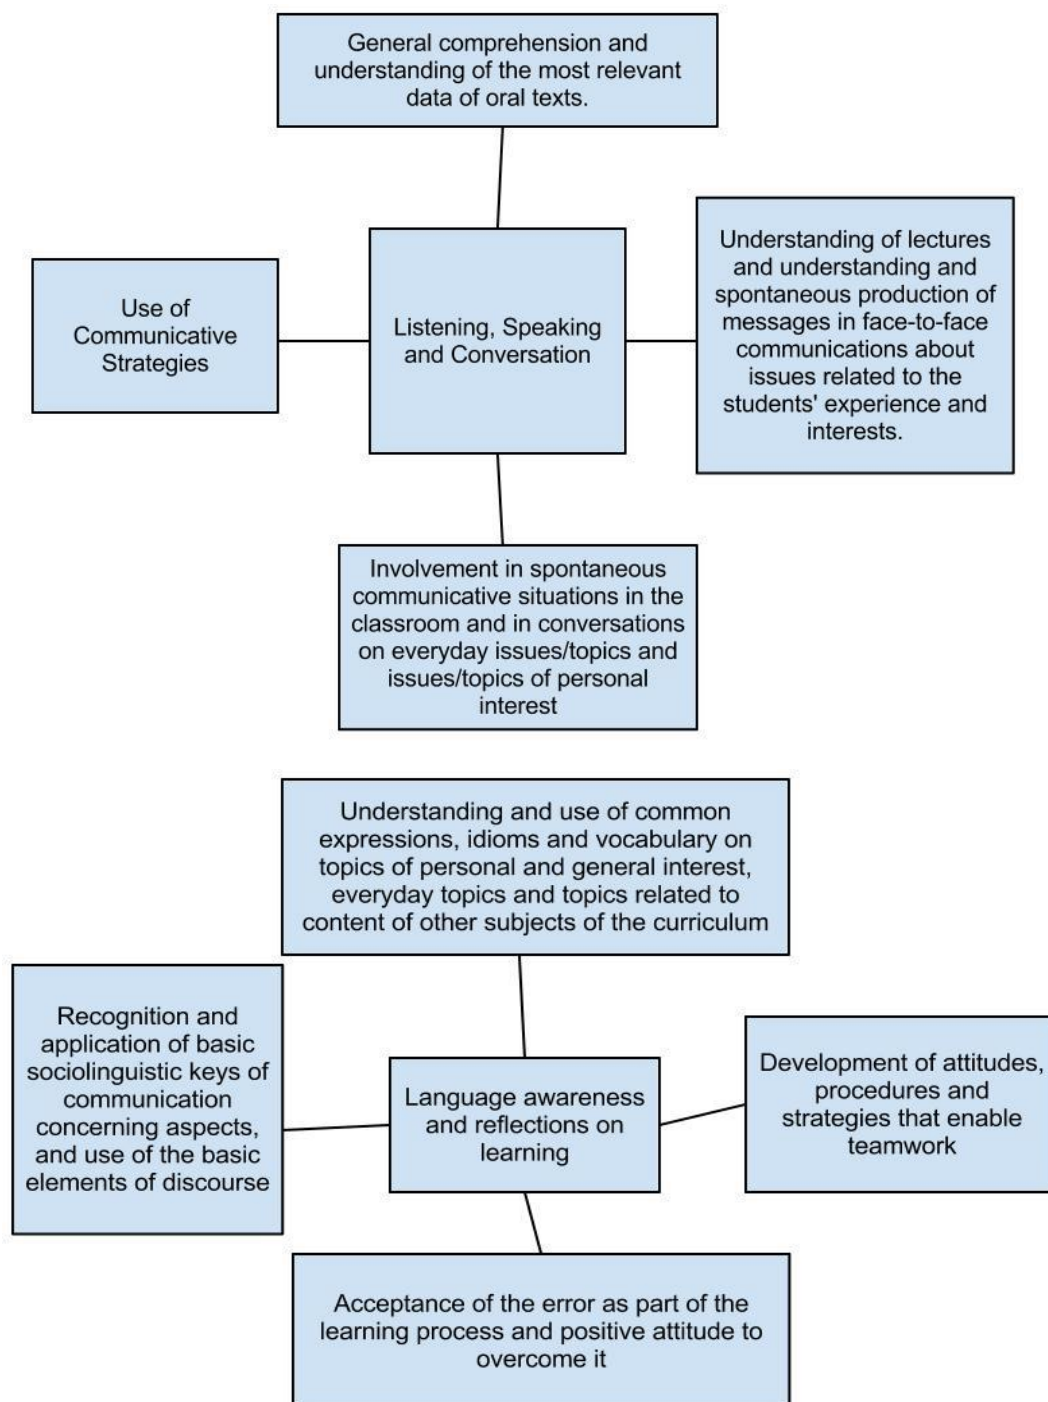 General comprehension and
understanding of the most relevant
data of oral texts.
Use of
Communicative
Strategies
Listening, Speaking
and Conversation
Understanding of lectures
and understanding and
spontaneous production of
messages in face-to-face
communications about
issues related to the
students' experience and
interests.
Involvement in spontaneous
communicative situations in the
classroom and in conversations
on everyday issues/topics and
issues/topics of personal
interest
Understanding and use of common
expressions, idioms and vocabulary on
topics of personal and general interest,
everyday topics and topics related to
content of other subjects of the curriculum
Recognition and
application of basic
sociolinguistic keys of
communication
concerning aspects,
and use of the basic
elements of discourse
Language awareness
and reflections on
learning
Development of attitudes,
procedures and
strategies that enable
teamwork
Acceptance of the error as part of the
learning process and positive attitude to
overcome it